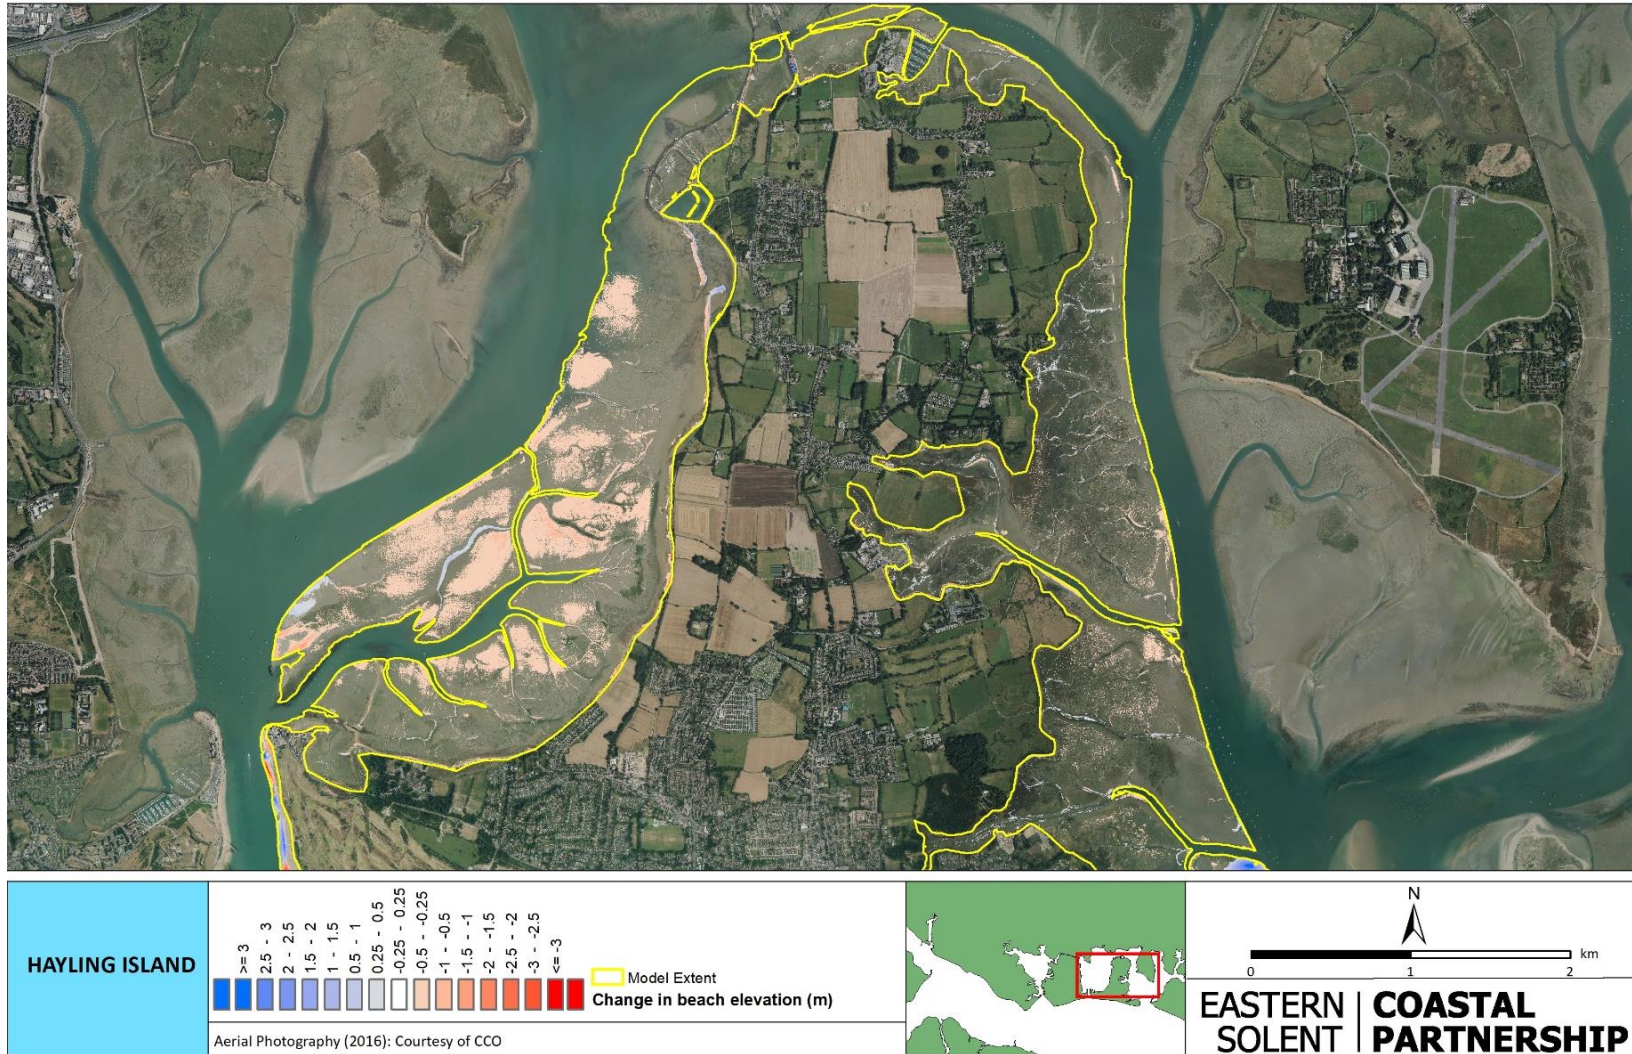 HAYLING ISLAND
>= 3
2.5 - 3
2 - 2.5
1.5 - 2
1 - 1.5
0.5 - 1
0.25 - 0.5
-0.25 - 0.25
-0.5 - -0.25
-1 - -0.5
-1.5 - -1
-2 - -1.5
-2.5 - -2
-3 - -2.5
<= -3
Model Extent
Change in beach elevation (m)
Aerial Photography (2016): Courtesy of CCO
N
km
0 1 2
EASTERN COASTAL
SOLENT PARTNERSHIP